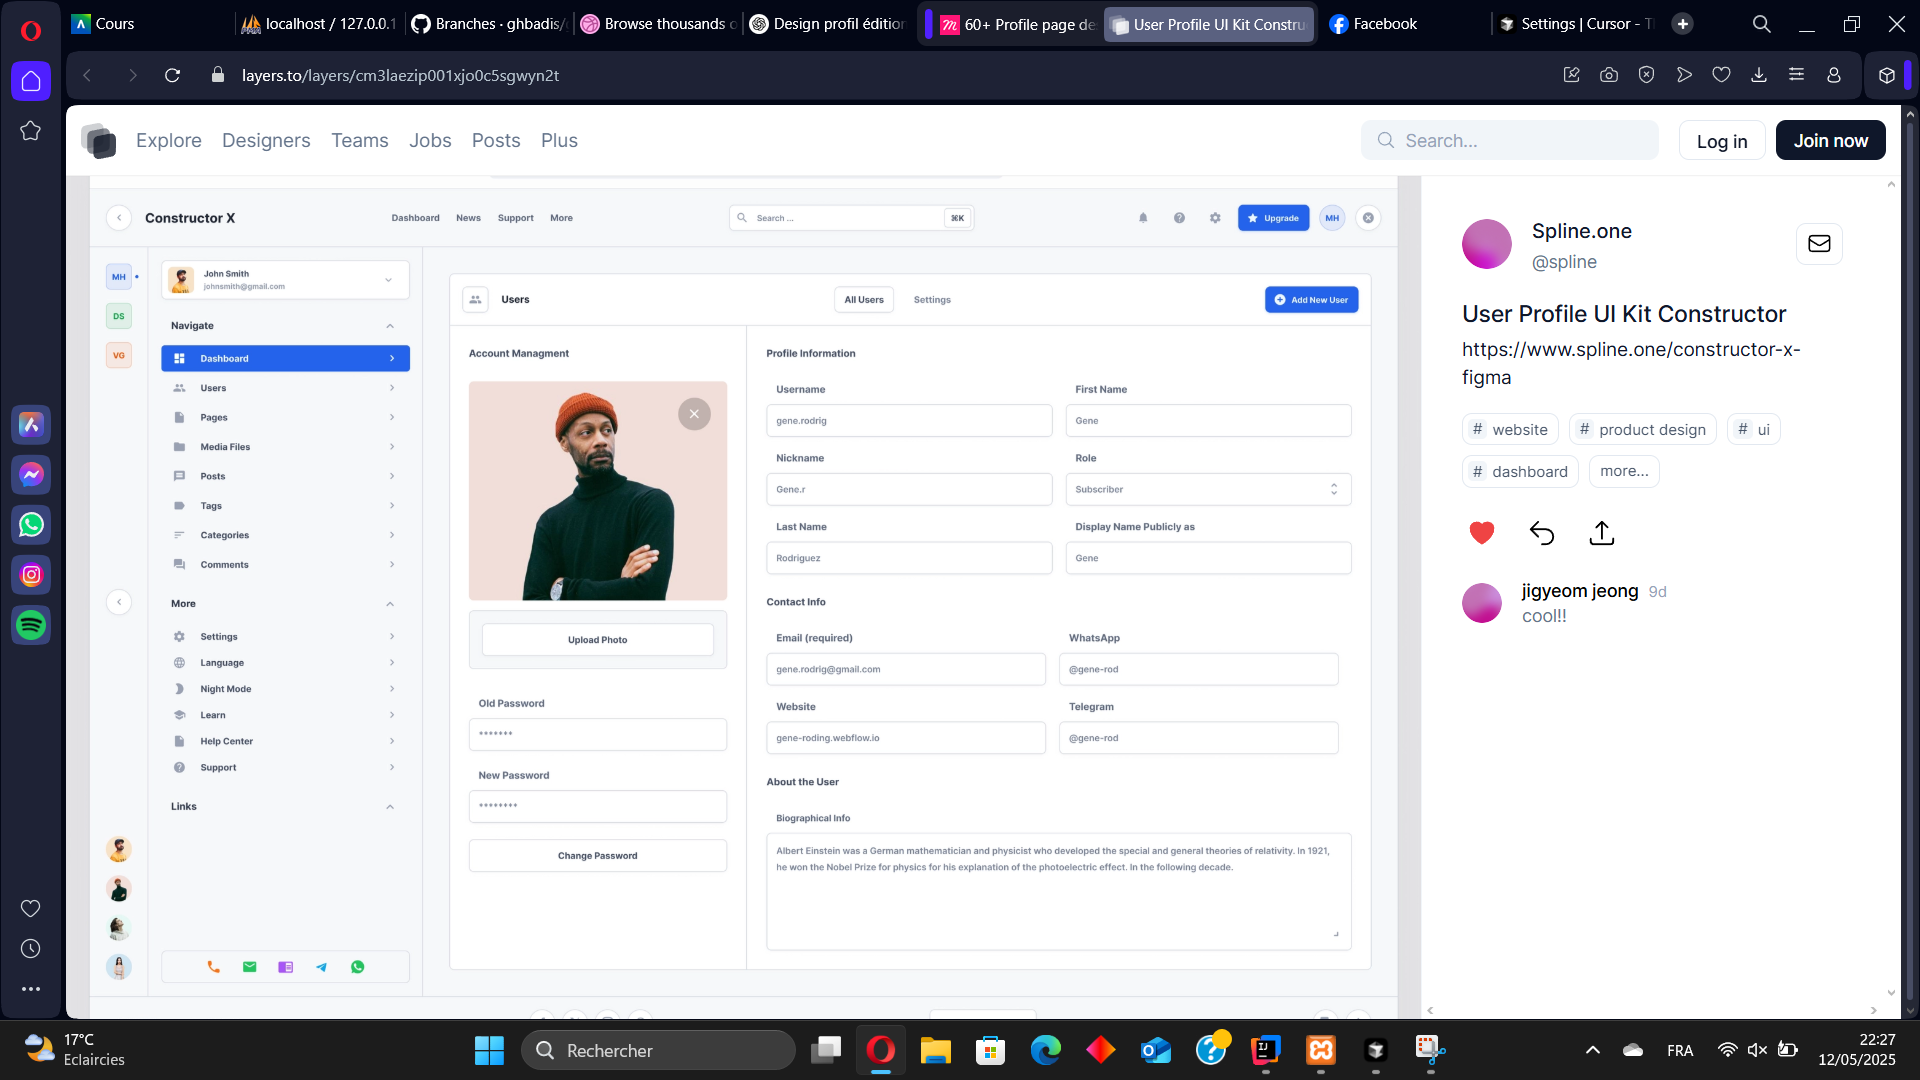 Cours
localhost / 127.0.0.1
Branches · ghbadis/
Browse thousands o
Design profil édition
60+ Profile page de
User Profile UI Kit Constru
Facebook
Settings | Cursor - T
layers.to/layers/cm3laezip001xjo0c5sgwyn2t
Explore Designers Teams Jobs Posts Plus
Search...
Log in
Join now
Constructor X
Dashboard News Support More
Search ...
⌘K
Upgrade
MH
MH
DS
VG
John Smith
johnsmith@gmail.com
Navigate
Dashboard
Users
Pages
Media Files
Posts
Tags
Categories
Comments
More
Settings
Language
Night Mode
Learn
Help Center
Support
Links
Users
All Users
Settings
Add New User
Account Managment
Upload Photo
Old Password
*******
New Password
********
Change Password
Profile Information
Username
First Name
gene.rodrig
Gene
Nickname
Role
Gene.r
Subscriber
Last Name
Display Name Publicly as
Rodriguez
Gene
Contact Info
Email (required)
WhatsApp
gene.rodrig@gmail.com
@gene-rod
Website
Telegram
gene-roding.webflow.io
@gene-rod
About the User
Biographical Info
Albert Einstein was a German mathematician and physicist who developed the special and general theories of relativity. In 1921,
he won the Nobel Prize for physics for his explanation of the photoelectric effect. In the following decade.
Spline.one
@spline
User Profile UI Kit Constructor
https://www.spline.one/constructor-x-
figma
# website # product design # ui
# dashboard more...
jigyeom jeong 9d
cool!!
17°C
Eclaircies
Rechercher
FRA
22:27
12/05/2025